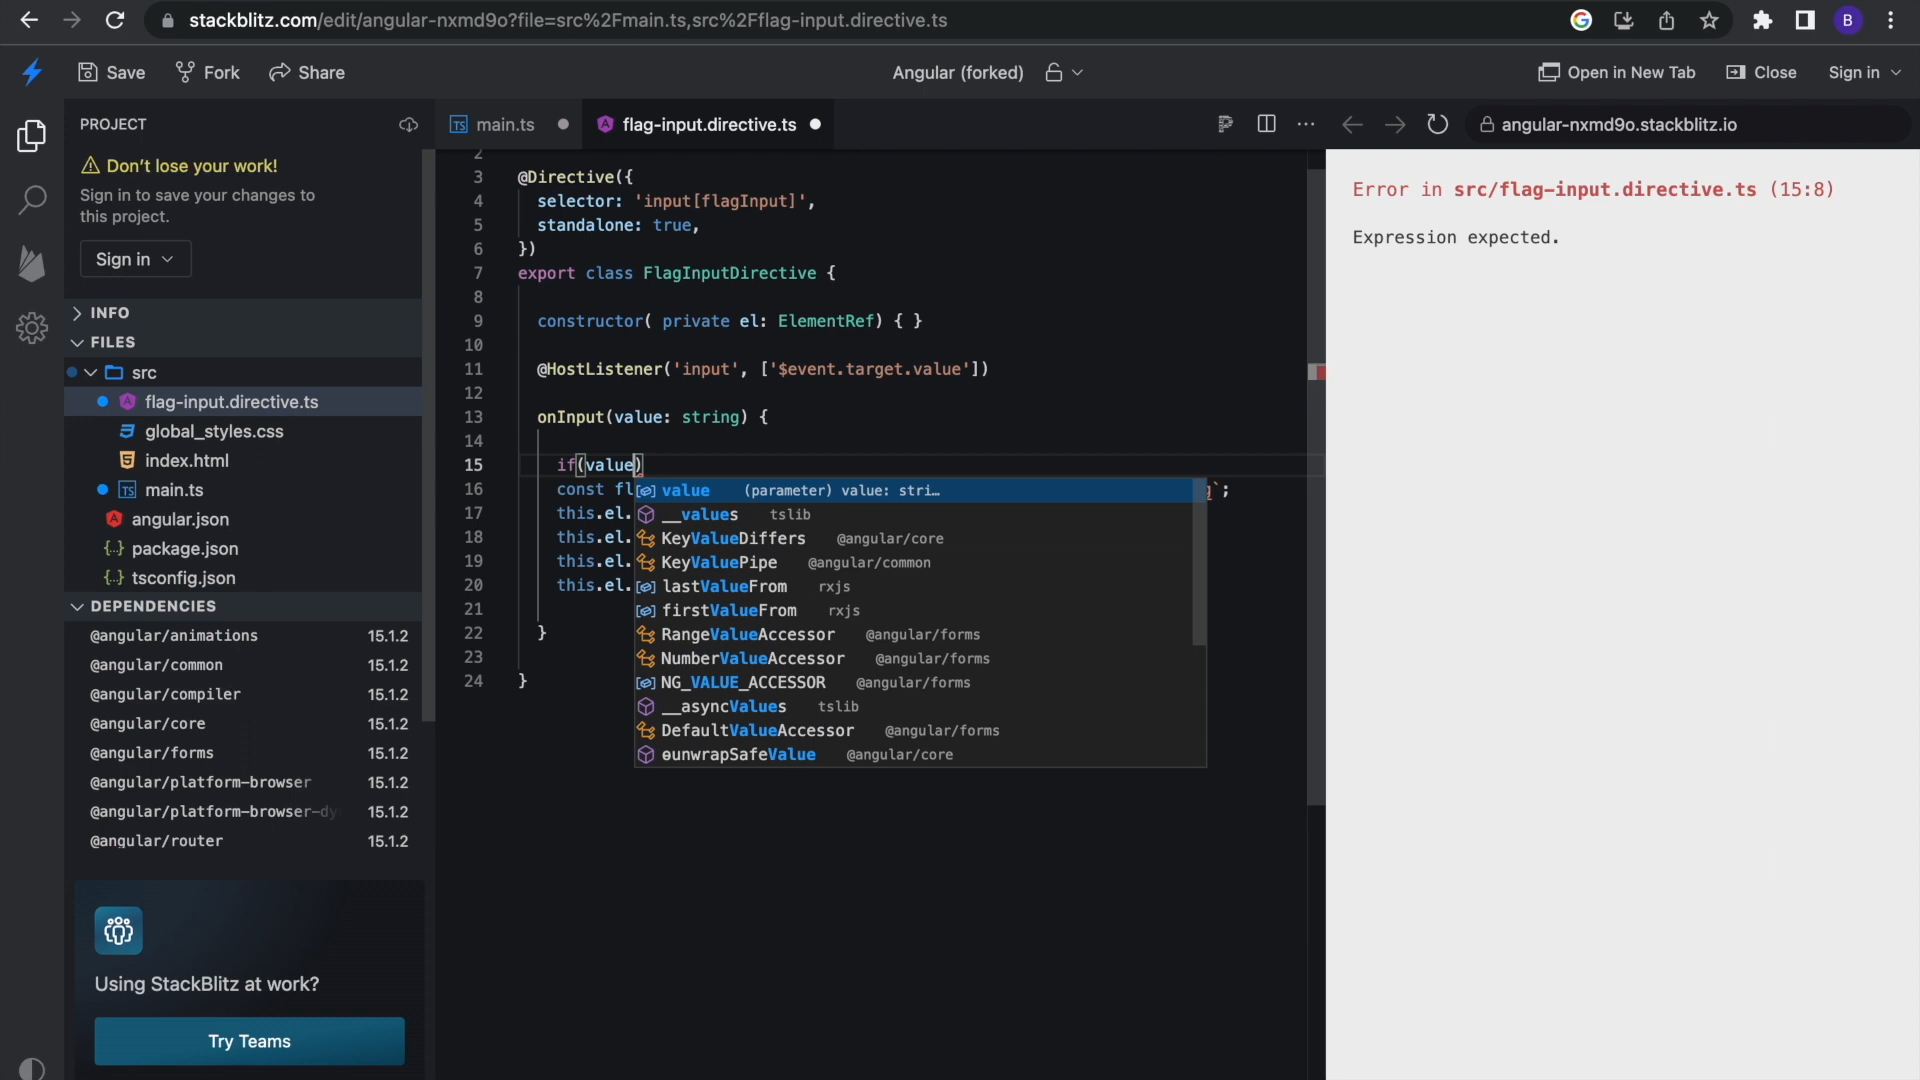 stackblitz.com/edit/angular-nxmd9o?file=src%2Fmain.ts,src%2Fflag-input.directive.ts
B
Save
Fork
Share
Angular (forked)
Open in New Tab
Close
Sign in
PROJECT
Don't lose your work!
Sign in to save your changes to
this project.
Sign in
INFO
FILES
src
flag-input.directive.ts
global_styles.css
index.html
main.ts
angular.json
package.json
tsconfig.json
DEPENDENCIES
@angular/animations 15.1.2
@angular/common 15.1.2
@angular/compiler 15.1.2
@angular/core 15.1.2
@angular/forms 15.1.2
@angular/platform-browser 15.1.2
@angular/platform-browser-dy 15.1.2
@angular/router 15.1.2
Using StackBlitz at work?
Try Teams
TS main.ts
flag-input.directive.ts
2
3 @Directive({
4 selector: 'input[flagInput]',
5 standalone: true,
6 })
7 export class FlagInputDirective {
8
9 constructor( private el: ElementRef) { }
10
11 @HostListener('input', ['$event.target.value'])
12
13 onInput(value: string) {
14
15 if(value)
16 const fl `;
17 this.el.
18 this.el.
19 this.el.
20 this.el.
21
22 }
23
24 }
value (parameter) value: stri…
__values tslib
KeyValueDiffers @angular/core
KeyValuePipe @angular/common
lastValueFrom rxjs
firstValueFrom rxjs
RangeValueAccessor @angular/forms
NumberValueAccessor @angular/forms
NG_VALUE_ACCESSOR @angular/forms
__asyncValues tslib
DefaultValueAccessor @angular/forms
ɵunwrapSafeValue @angular/core
angular-nxmd9o.stackblitz.io
Error in src/flag-input.directive.ts (15:8)
Expression expected.